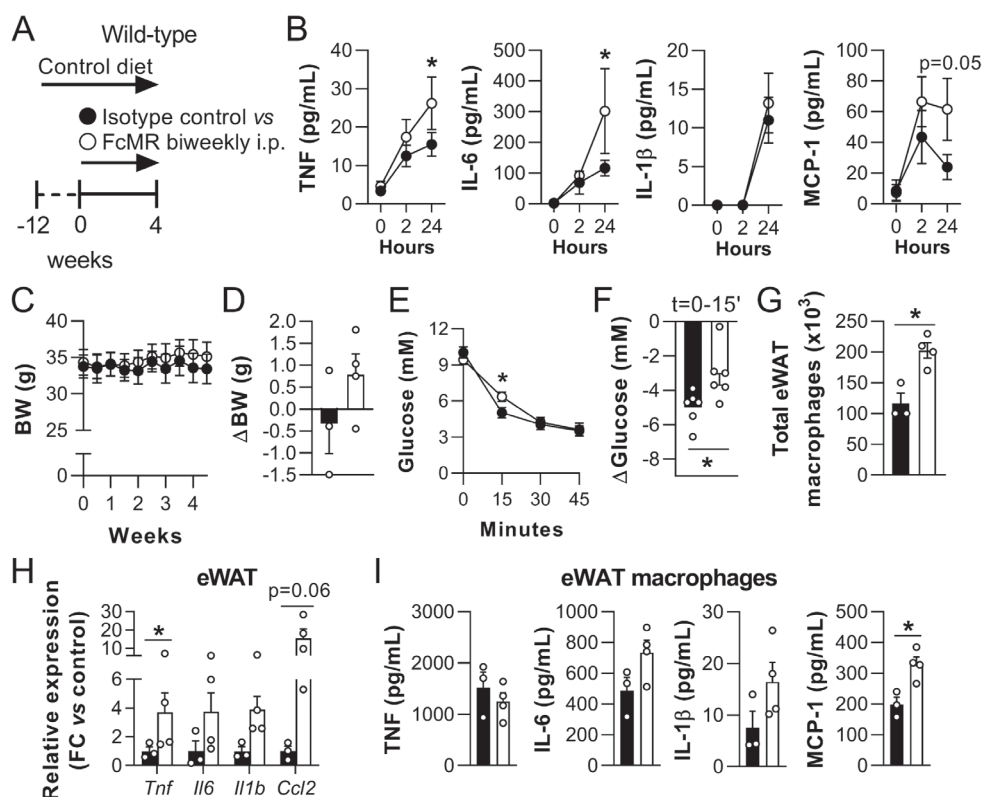 A
Wild-type
Control diet
Isotype control vs
FcMR biweekly i.p.
-12 0 4
weeks
B
TNF (pg/mL)
40
30
20
10
0
*
0 2 24
Hours
IL-6 (pg/mL)
500
400
300
200
100
0
*
0 2 24
Hours
IL-1β (pg/mL)
20
15
10
5
0
0 2 24
Hours
MCP-1 (pg/mL)
100
80
60
40
20
0
p=0.05
0 2 24
Hours
C
BW (g)
40
35
30
25
0
0 1 2 3 4
Weeks
D
ΔBW (g)
2.0
1.5
1.0
0.5
0.0
-0.5
-1.0
-1.5
E
Glucose (mM)
12
9
6
3
0
*
0 15 30 45
Minutes
F
t=0-15'
ΔGlucose (mM)
0
-2
-4
-6
-8
*
G
Total eWAT
macrophages (x10³)
250
200
150
100
50
0
*
H
eWAT
Relative expression
(FC vs control)
30
20
10
6
4
2
0
*
p=0.06
Tnf Il6 Il1b Ccl2
I
eWAT macrophages
TNF (pg/mL)
3000
2000
1000
0
IL-6 (pg/mL)
1000
800
600
400
200
0
IL-1β (pg/mL)
30
20
10
0
MCP-1 (pg/mL)
500
400
300
200
100
0
*